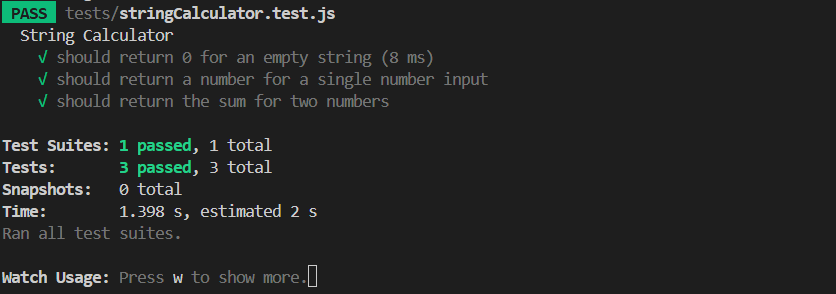 PASS tests/stringCalculator.test.js
String Calculator
√ should return 0 for an empty string (8 ms)
√ should return a number for a single number input
√ should return the sum for two numbers
Test Suites: 1 passed, 1 total
Tests: 3 passed, 3 total
Snapshots: 0 total
Time: 1.398 s, estimated 2 s
Ran all test suites.
Watch Usage: Press w to show more.